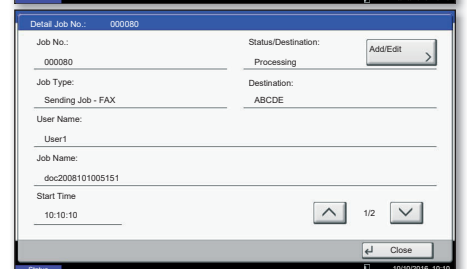 Detail Job No.: 000080
Job No.: Status/Destination: Add/Edit
000080 Processing
Job Type: Destination:
Sending Job - FAX ABCDE
User Name:
User1
Job Name:
doc2008101005151
Start Time
10:10:10 1/2
Close
Status 10/10/2016 10:10